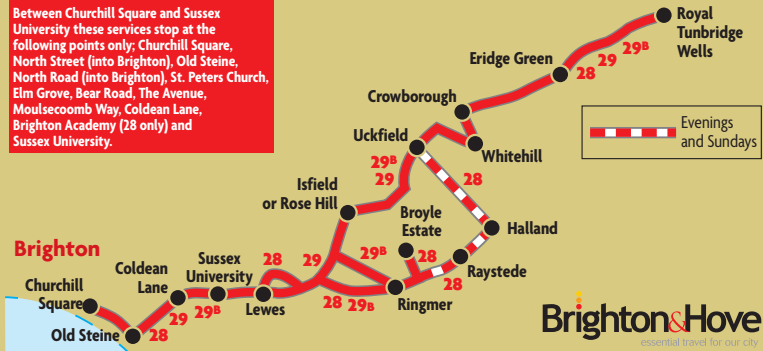 Between Churchill Square and Sussex
University these services stop at the
following points only; Churchill Square,
North Street (into Brighton), Old Steine,
North Road (into Brighton), St. Peters Church,
Elm Grove, Bear Road, The Avenue,
Moulsecoomb Way, Coldean Lane,
Brighton Academy (28 only) and
Sussex University.
Royal
Tunbridge
Wells
29B
29
28
Eridge Green
Crowborough
Evenings
and Sundays
Uckfield
Whitehill
29B
29
28
Isfield
or Rose Hill
Broyle
Estate
Halland
Brighton
Sussex
University
28
29
29B
28
Raystede
28
Coldean
Lane
Churchill
Square
Lewes
28
29B
Ringmer
Old Steine
28
29
29B
Brighton&Hove
essential travel for our city